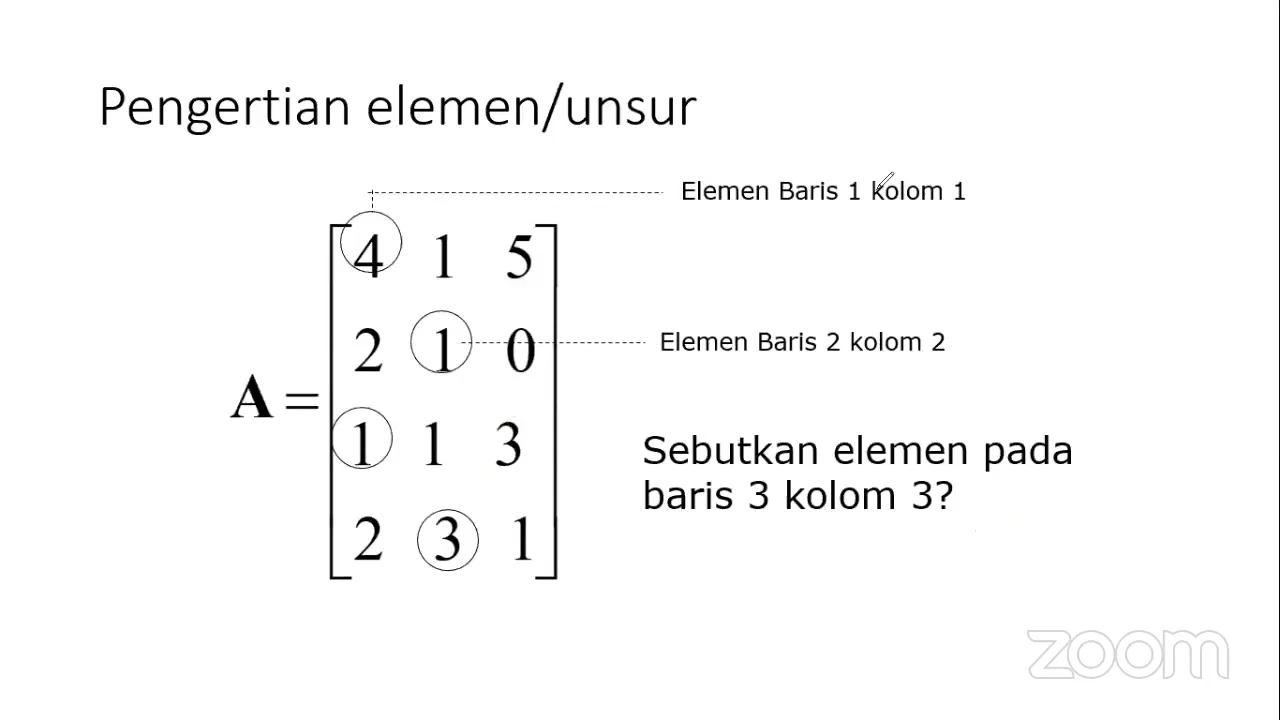 Pengertian elemen/unsur
Elemen Baris 1 kolom 1
4 1 5
2 1 0
Elemen Baris 2 kolom 2
A =
1 1 3
Sebutkan elemen pada
baris 3 kolom 3?
2 3 1
zoom